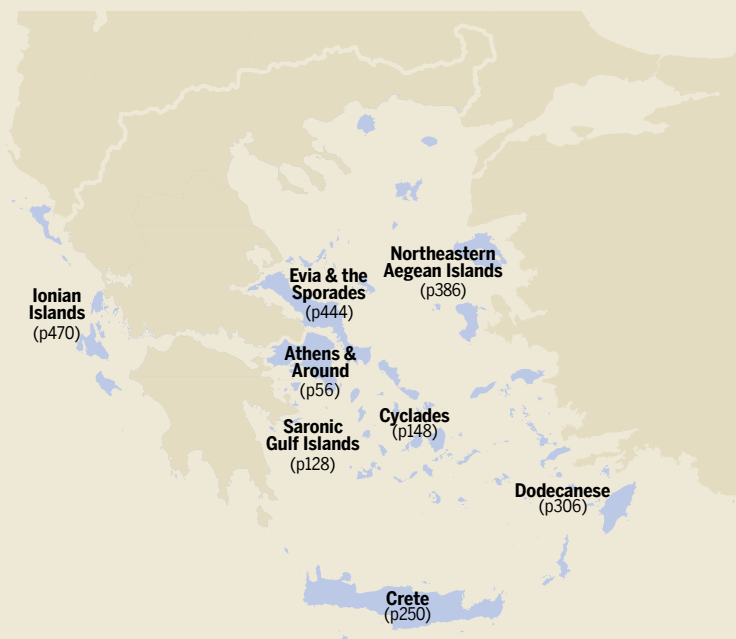 Northeastern
Aegean Islands
(p386)
Evia & the
Sporades
(p444)
Ionian
Islands
(p470)
Athens &
Around
(p56)
Cyclades
(p148)
Saronic
Gulf Islands
(p128)
Dodecanese
(p306)
Crete
(p250)